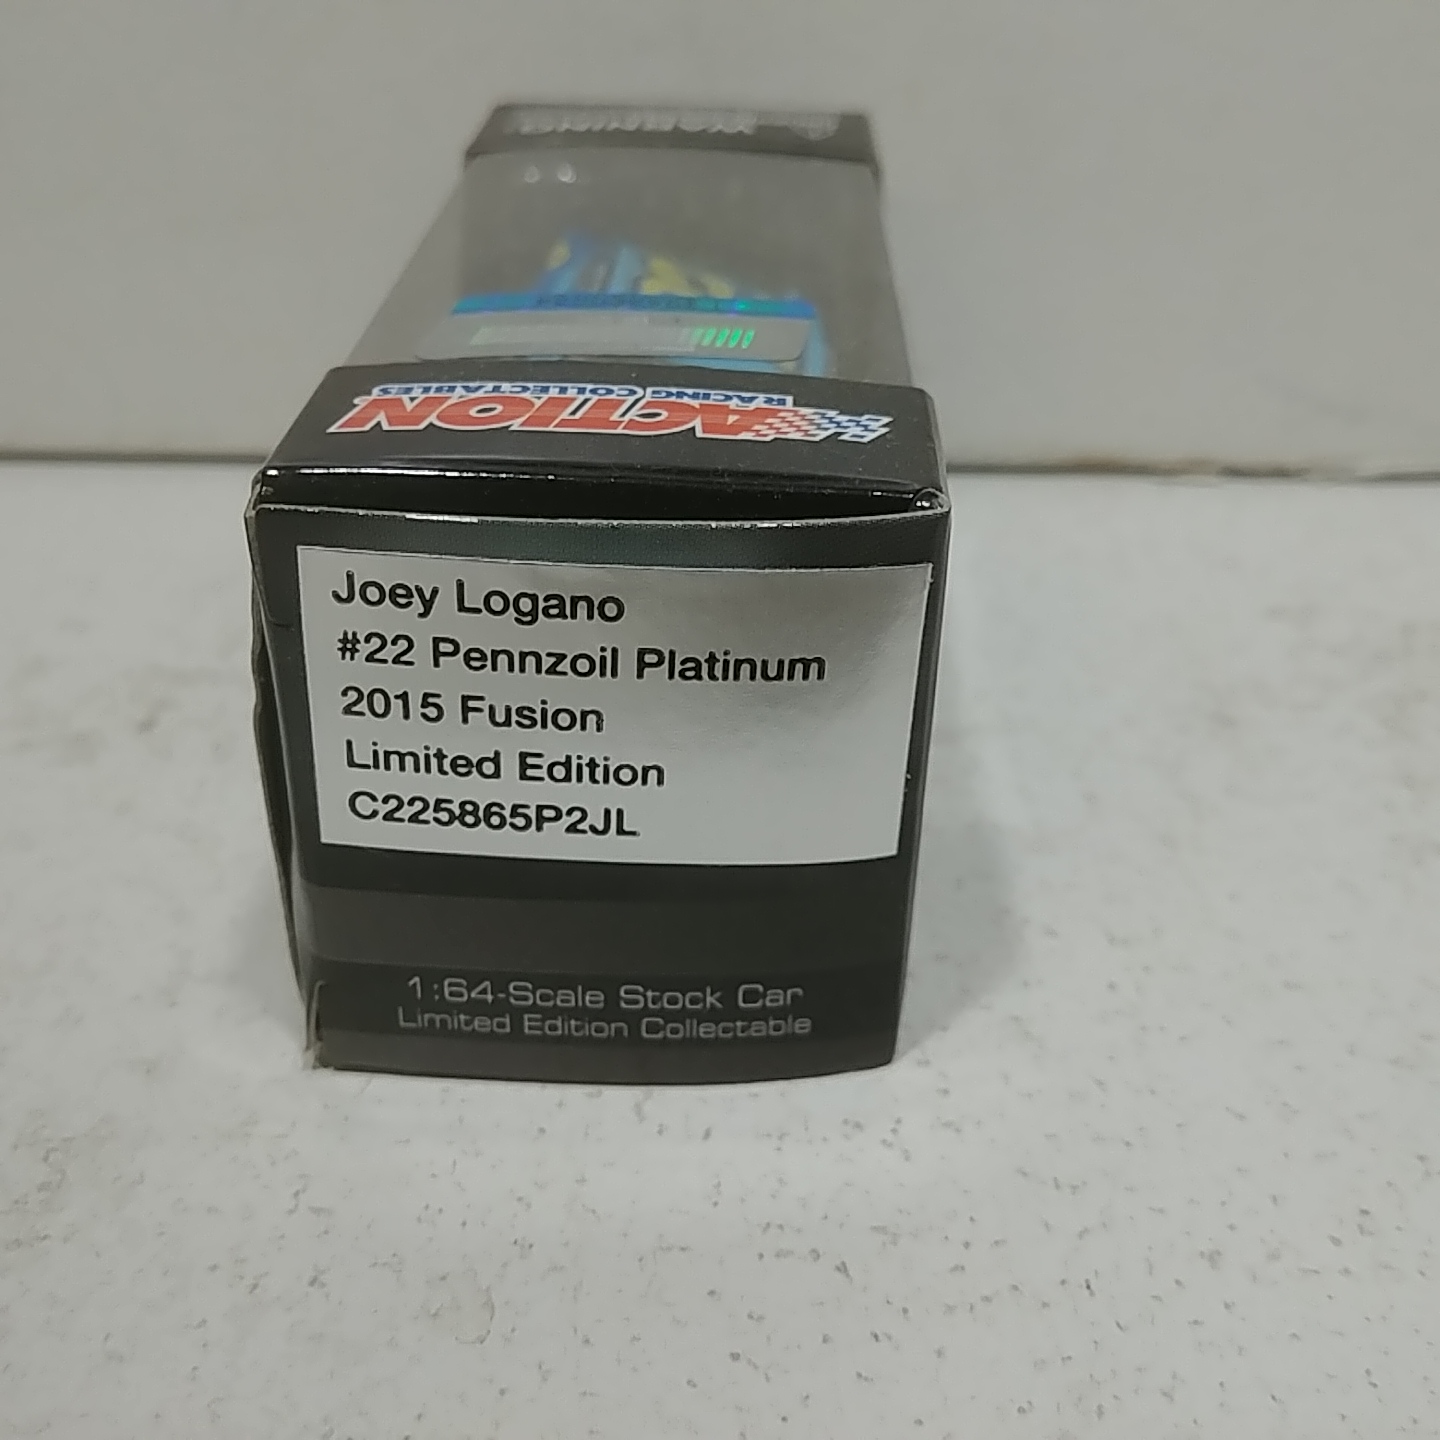 ACTION
RACING COLLECTABLES
Joey Logano
#22 Pennzoil Platinum
2015 Fusion
Limited Edition
C225865P2JL
1:64-Scale Stock Car
Limited Edition Collectable